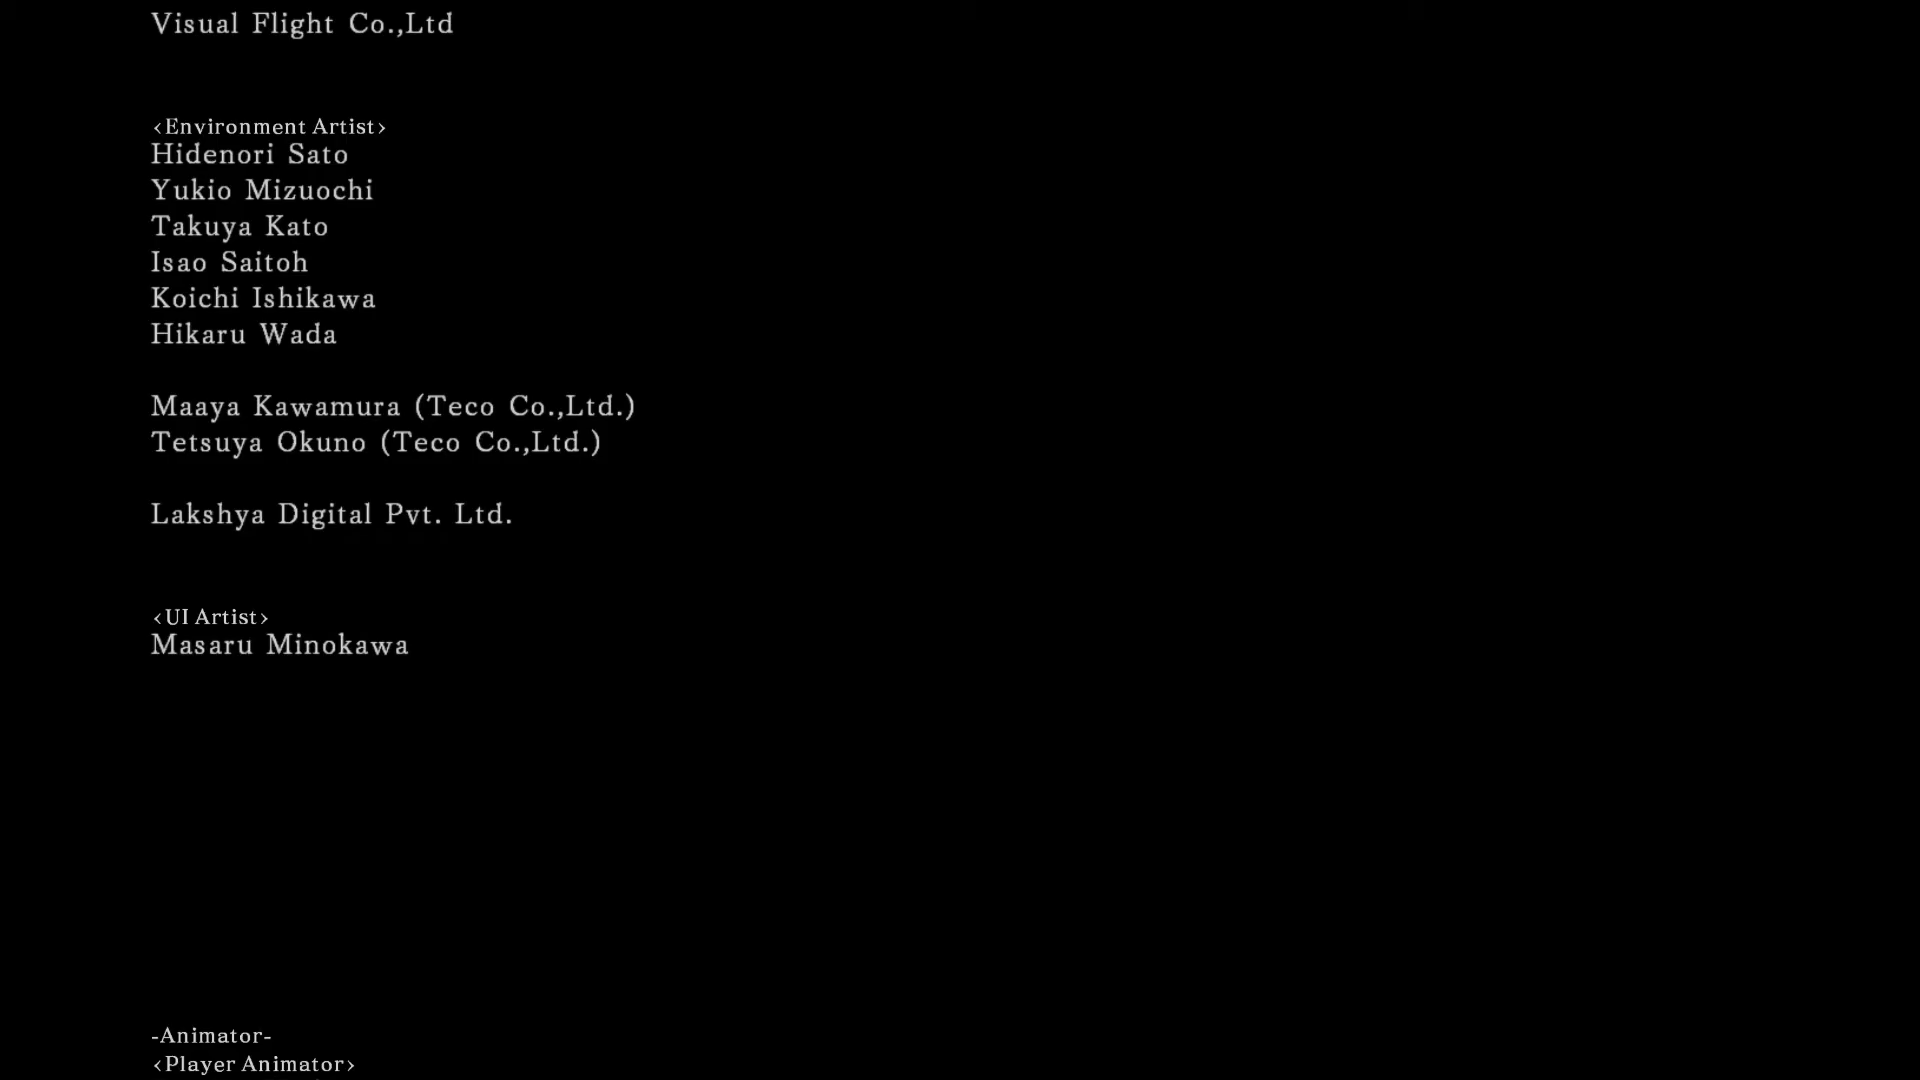 Visual Flight Co.,Ltd
<Environment Artist>
Hidenori Sato
Yukio Mizuochi
Takuya Kato
Isao Saitoh
Koichi Ishikawa
Hikaru Wada
Maaya Kawamura (Teco Co.,Ltd.)
Tetsuya Okuno (Teco Co.,Ltd.)
Lakshya Digital Pvt. Ltd.
<UI Artist>
Masaru Minokawa
-Animator-
<Player Animator>